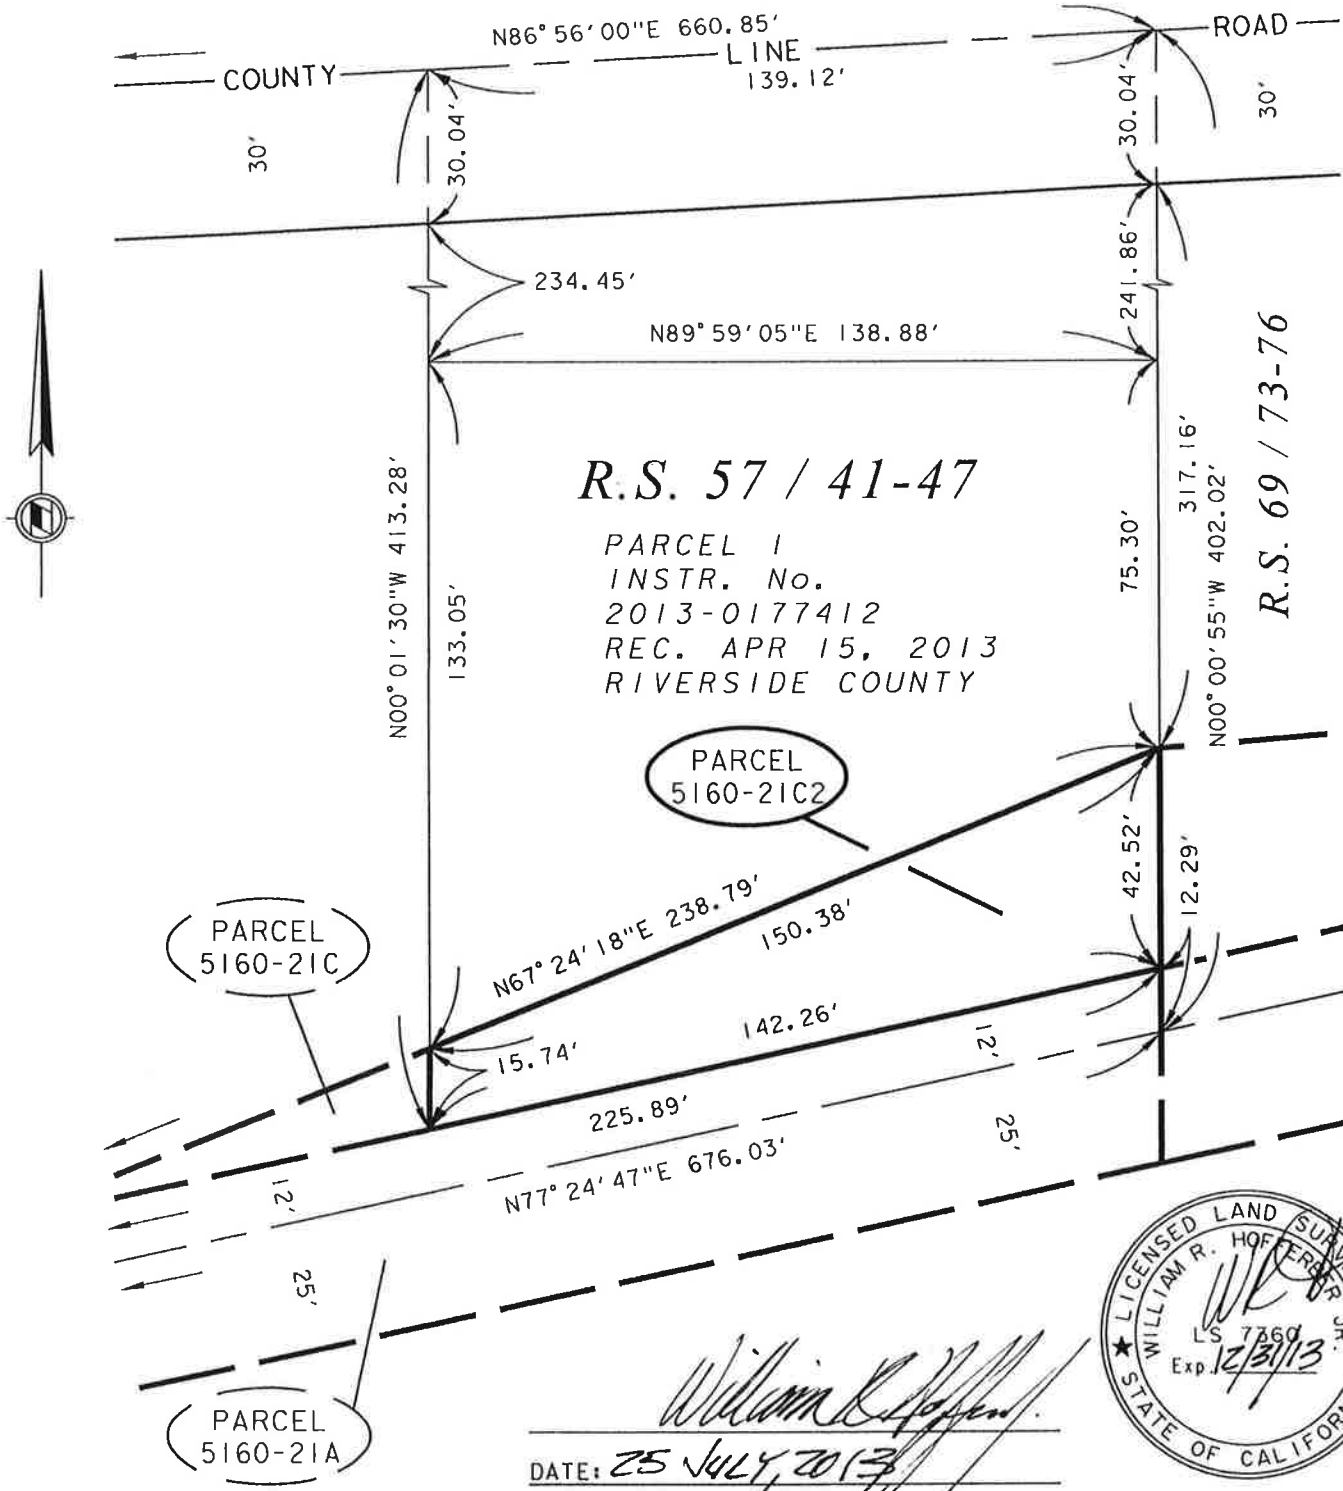 N86°56'00"E 660.85'
COUNTY LINE ROAD
139.12'
30'
30.04'
30.04'
30'
234.45'
241.86'
N89°59'05"E 138.88'
R.S. 57 / 41-47
PARCEL 1
INSTR. No.
2013-0177412
REC. APR 15, 2013
RIVERSIDE COUNTY
N00°01'30"W 413.28'
133.05'
75.30'
317.16'
N00°00'55"W 402.02'
R.S. 69 / 73-76
PARCEL
5160-21C2
42.52'
12.29'
PARCEL
5160-21C
N67°24'18"E 238.79'
150.38'
15.74'
142.26'
12'
225.89'
25'
N77°24'47"E 676.03'
12'
25'
PARCEL
5160-21A
DATE: 25 JULY, 2013
LICENSED LAND
WILLIAM R.
LS 7360
Exp. 12/31/13
STATE OF